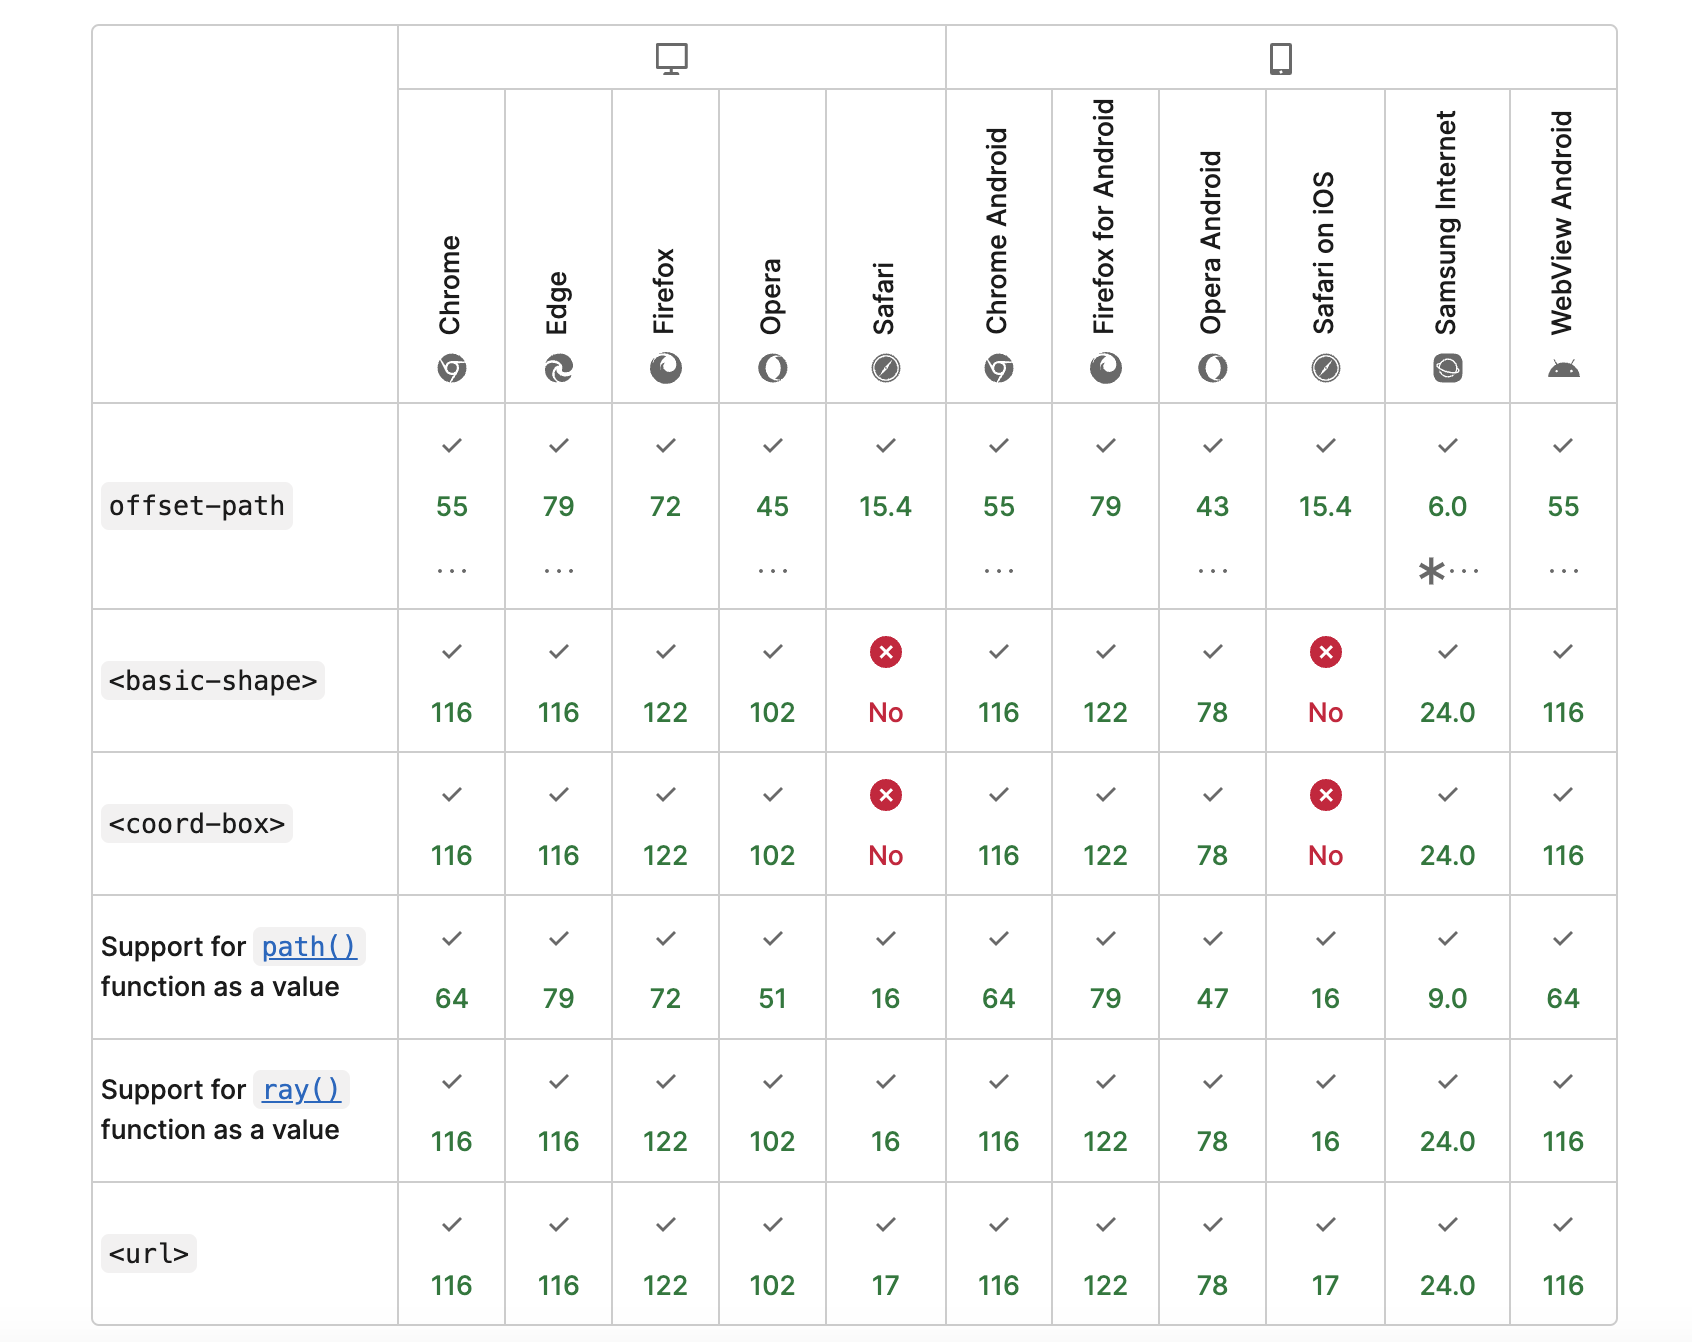 Chrome
Edge
Firefox
Opera
Safari
Chrome Android
Firefox for Android
Opera Android
Safari on iOS
Samsung Internet
WebView Android
offset-path
✓ ✓ ✓ ✓ ✓ ✓ ✓ ✓ ✓ ✓ ✓
55 79 72 45 15.4 55 79 43 15.4 6.0 55
... ... ... ... ... *... ...
<basic-shape>
✓ ✓ ✓ ✓ ✓ ✓ ✓ ✓ ✓
116 116 122 102 No 116 122 78 No 24.0 116
<coord-box>
✓ ✓ ✓ ✓ ✓ ✓ ✓ ✓ ✓
116 116 122 102 No 116 122 78 No 24.0 116
Support for path()
function as a value
✓ ✓ ✓ ✓ ✓ ✓ ✓ ✓ ✓ ✓ ✓
64 79 72 51 16 64 79 47 16 9.0 64
Support for ray()
function as a value
✓ ✓ ✓ ✓ ✓ ✓ ✓ ✓ ✓ ✓ ✓
116 116 122 102 16 116 122 78 16 24.0 116
<url>
✓ ✓ ✓ ✓ ✓ ✓ ✓ ✓ ✓ ✓ ✓
116 116 122 102 17 116 122 78 17 24.0 116